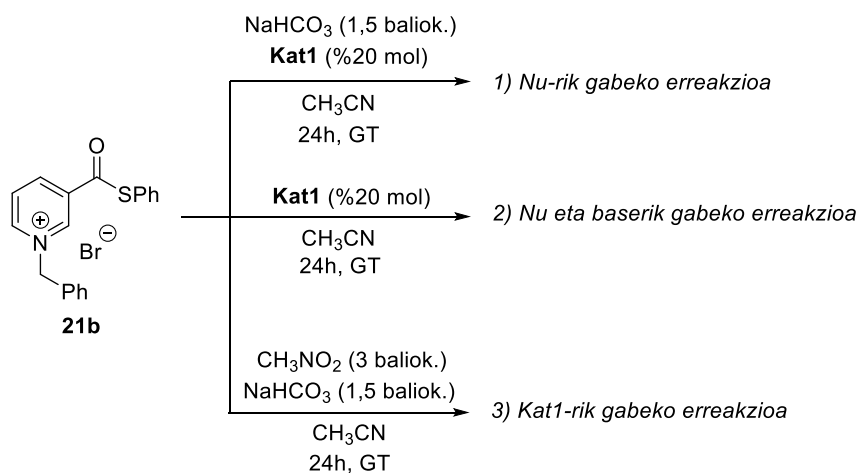 NaHCO₃ (1,5 baliok.)
Kat1 (%20 mol)
1) Nu-rik gabeko erreakzioa
CH₃CN
24h, GT
O
SPh
N
+
Br
−
Ph
21b
Kat1 (%20 mol)
2) Nu eta baserik gabeko erreakzioa
CH₃CN
24h, GT
CH₃NO₂ (3 baliok.)
NaHCO₃ (1,5 baliok.)
3) Kat1-rik gabeko erreakzioa
CH₃CN
24h, GT